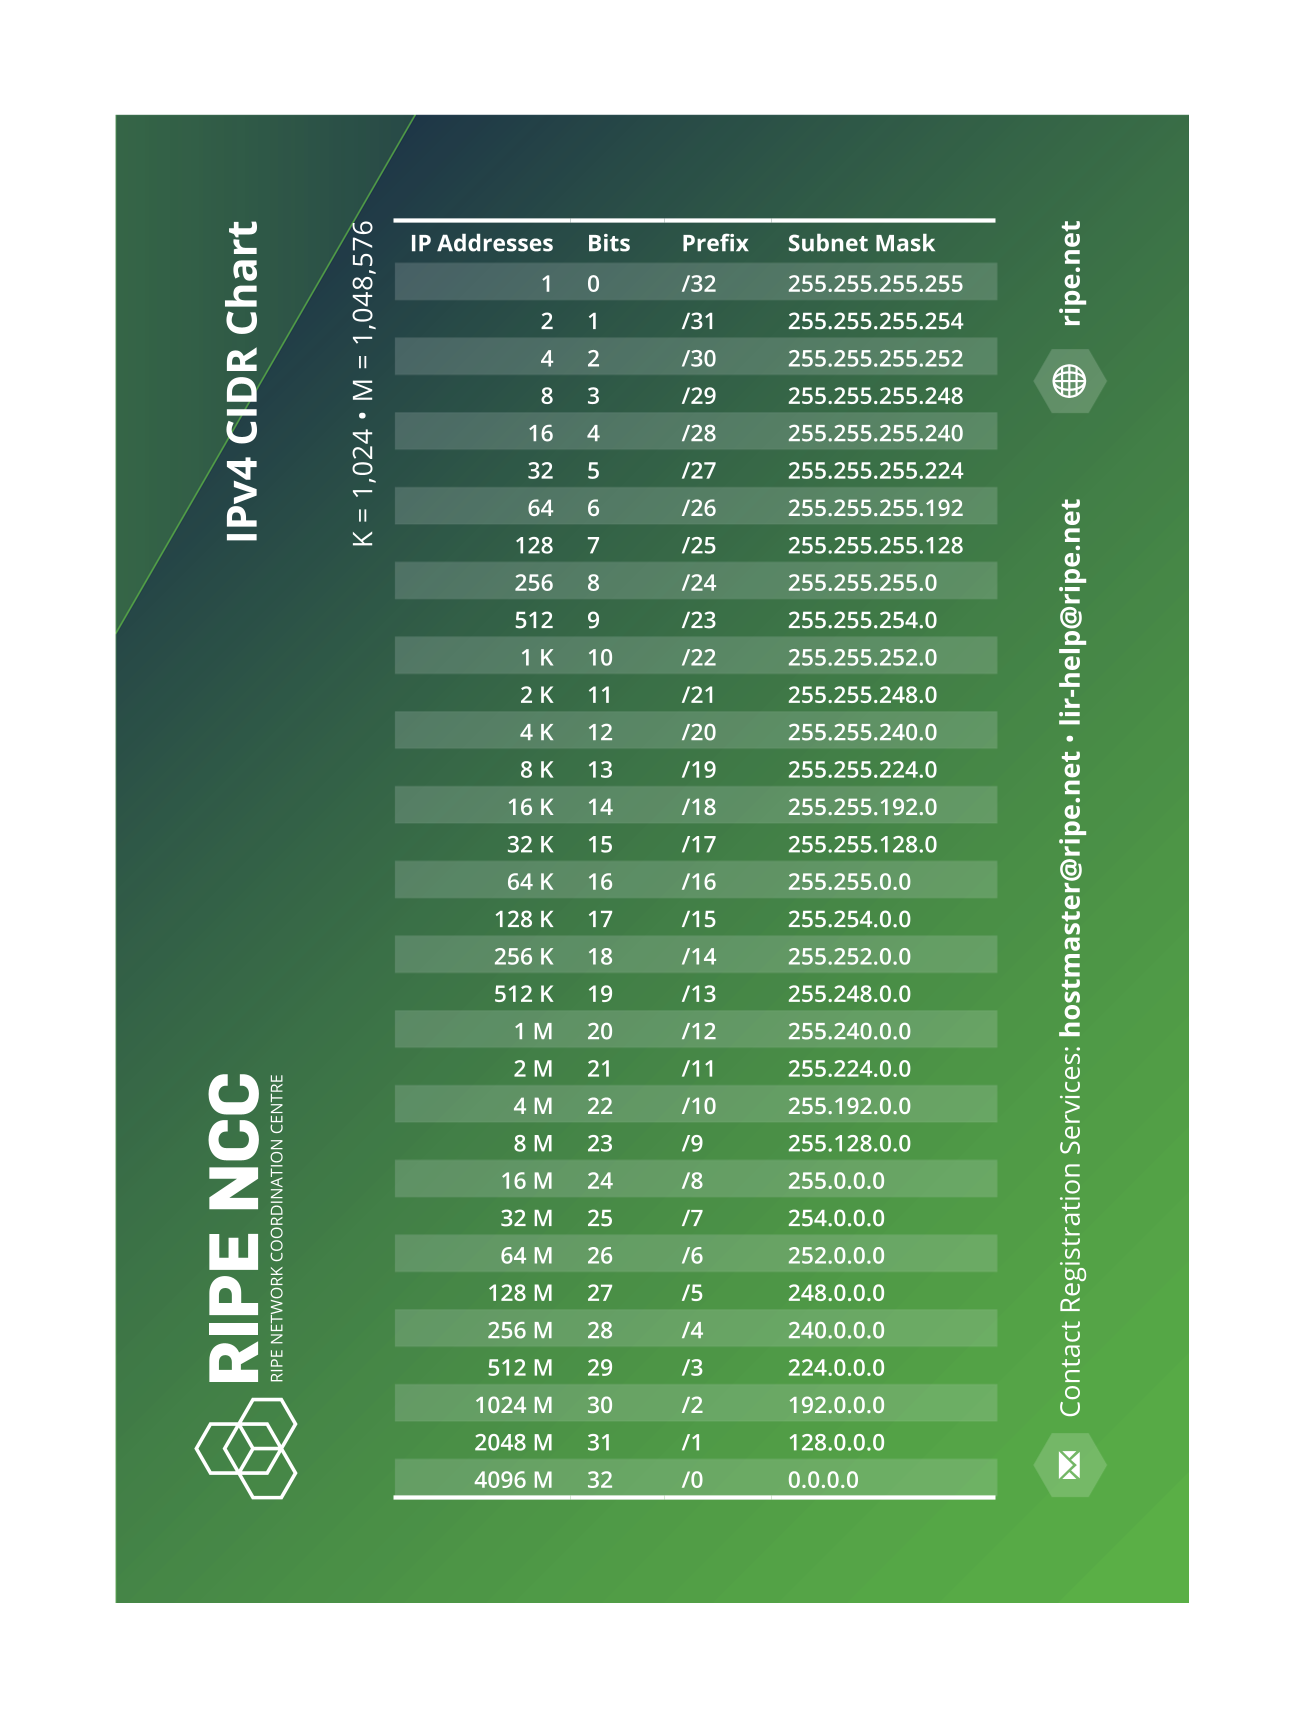 IPv4 CIDR Chart
K = 1,024 • M = 1,048,576
IP Addresses Bits Prefix Subnet Mask
1 0 /32 255.255.255.255
2 1 /31 255.255.255.254
4 2 /30 255.255.255.252
8 3 /29 255.255.255.248
16 4 /28 255.255.255.240
32 5 /27 255.255.255.224
64 6 /26 255.255.255.192
128 7 /25 255.255.255.128
256 8 /24 255.255.255.0
512 9 /23 255.255.254.0
1 K 10 /22 255.255.252.0
2 K 11 /21 255.255.248.0
4 K 12 /20 255.255.240.0
8 K 13 /19 255.255.224.0
16 K 14 /18 255.255.192.0
32 K 15 /17 255.255.128.0
64 K 16 /16 255.255.0.0
128 K 17 /15 255.254.0.0
256 K 18 /14 255.252.0.0
512 K 19 /13 255.248.0.0
1 M 20 /12 255.240.0.0
2 M 21 /11 255.224.0.0
4 M 22 /10 255.192.0.0
8 M 23 /9 255.128.0.0
16 M 24 /8 255.0.0.0
32 M 25 /7 254.0.0.0
64 M 26 /6 252.0.0.0
128 M 27 /5 248.0.0.0
256 M 28 /4 240.0.0.0
512 M 29 /3 224.0.0.0
1024 M 30 /2 192.0.0.0
2048 M 31 /1 128.0.0.0
4096 M 32 /0 0.0.0.0
RIPE NCC
RIPE NETWORK COORDINATION CENTRE
Contact Registration Services: hostmaster@ripe.net • lir-help@ripe.net
ripe.net